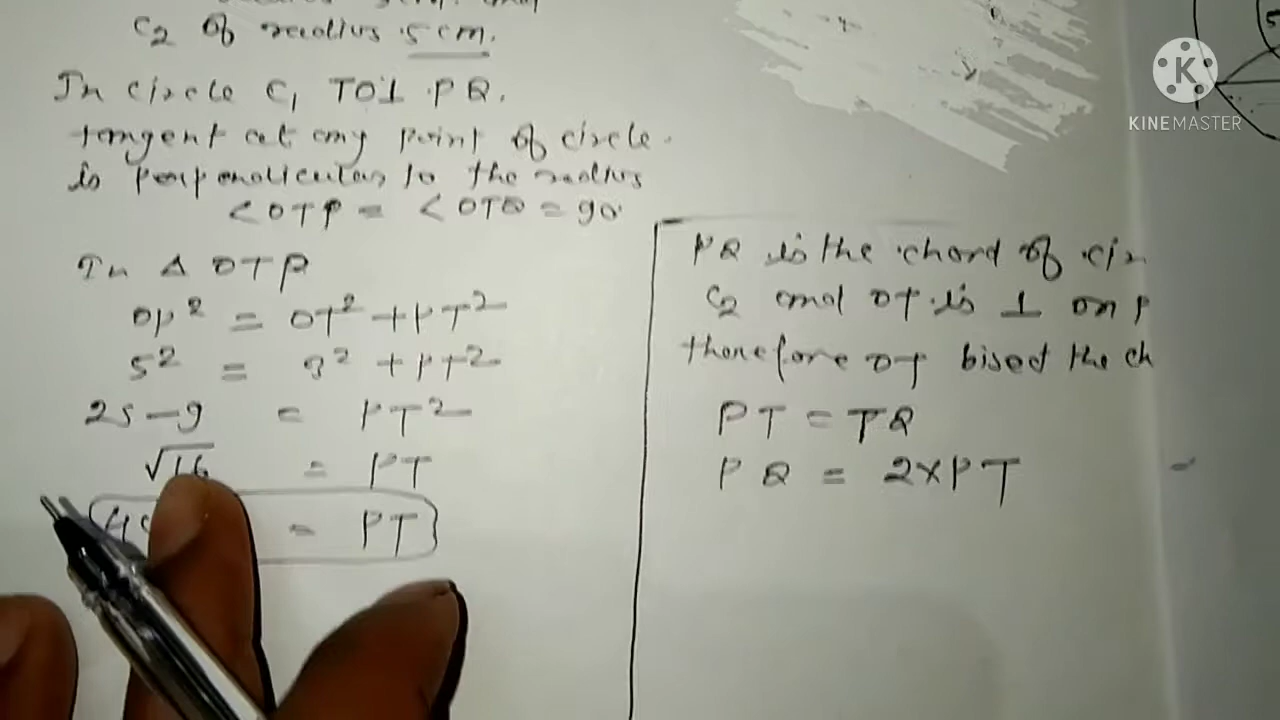 C2 of radius 5 cm.
In circle C1 TO⊥ PQ.
tangent at any point of circle.
is perpendicular to the radius
<OTP = <OTQ = 90°
In Δ OTP
OP² = OT² + PT²
5² = 3² + PT²
25 - 9 = PT²
√16 = PT
= PT
PQ is the chord of cir
C2 and OT is ⊥ on P
therefore OT bisect the ch
PT = TQ
PQ = 2×PT
K
KINEMASTER